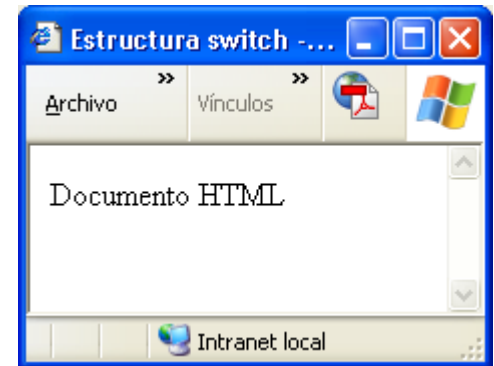 Estructura switch -...
Archivo » Vínculos »
Documento HTML
Intranet local